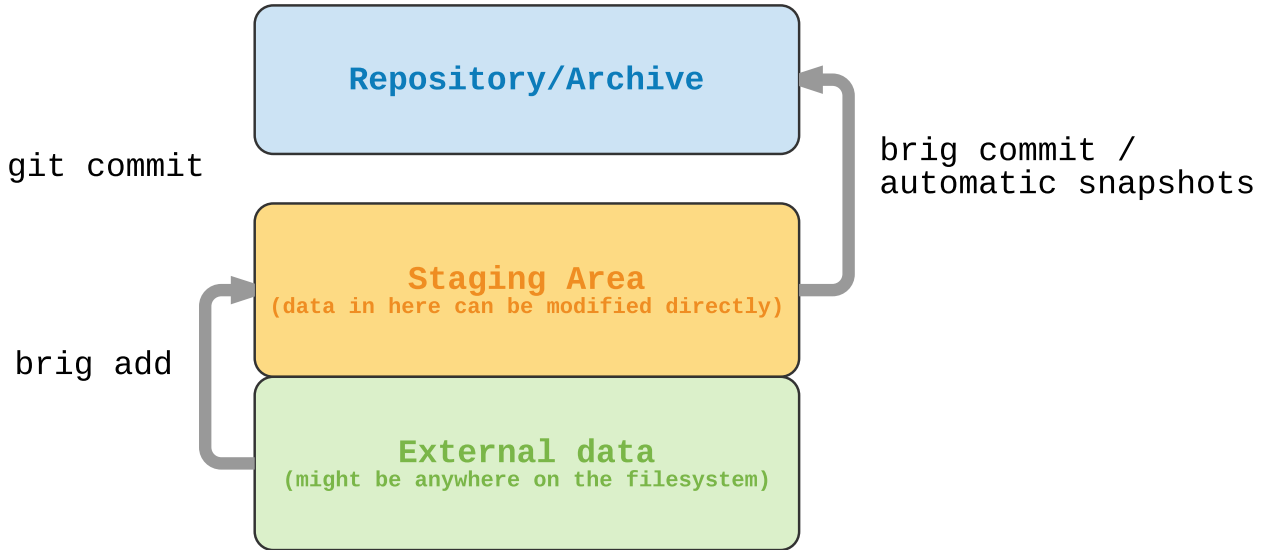 Repository/Archive
git commit
brig commit /
automatic snapshots
Staging Area
(data in here can be modified directly)
brig add
External data
(might be anywhere on the filesystem)